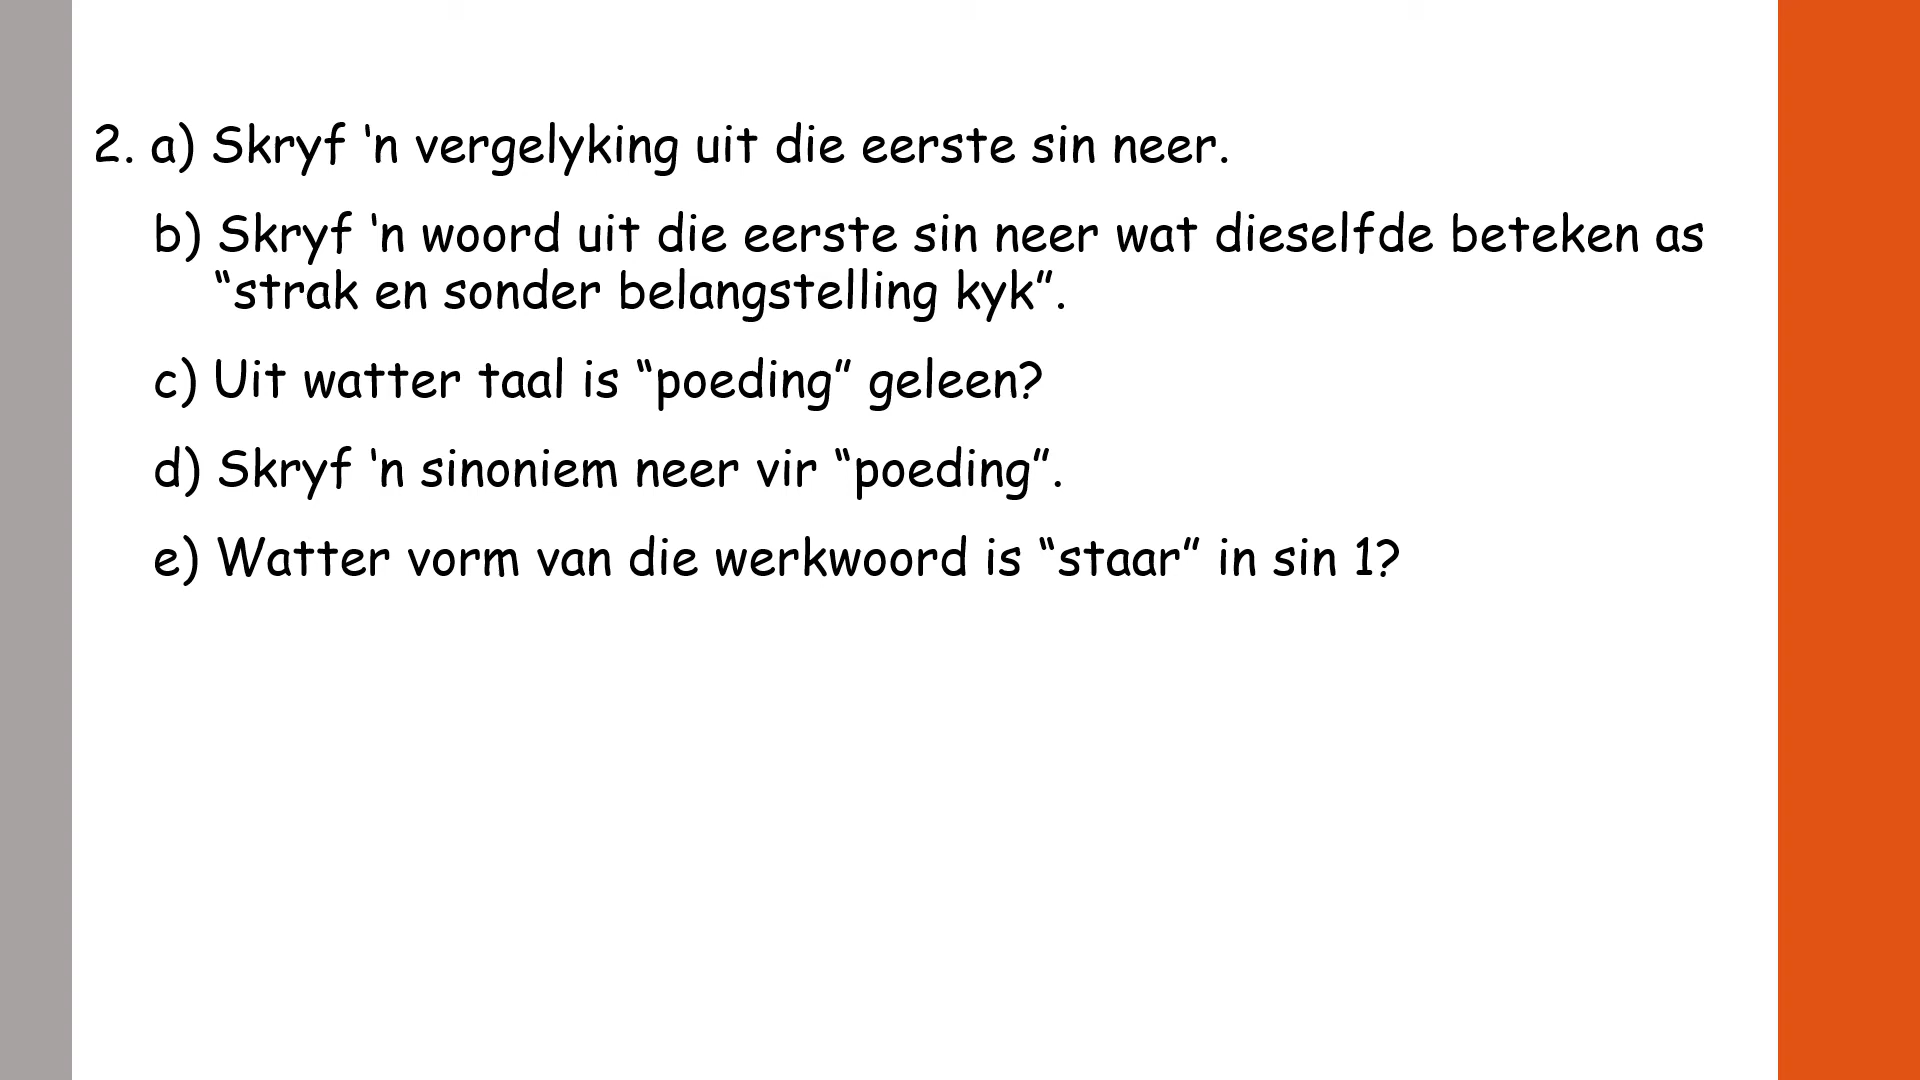 2. a) Skryf ‘n vergelyking uit die eerste sin neer.
b) Skryf ‘n woord uit die eerste sin neer wat dieselfde beteken as
“strak en sonder belangstelling kyk”.
c) Uit watter taal is “poeding” geleen?
d) Skryf ‘n sinoniem neer vir “poeding”.
e) Watter vorm van die werkwoord is “staar” in sin 1?